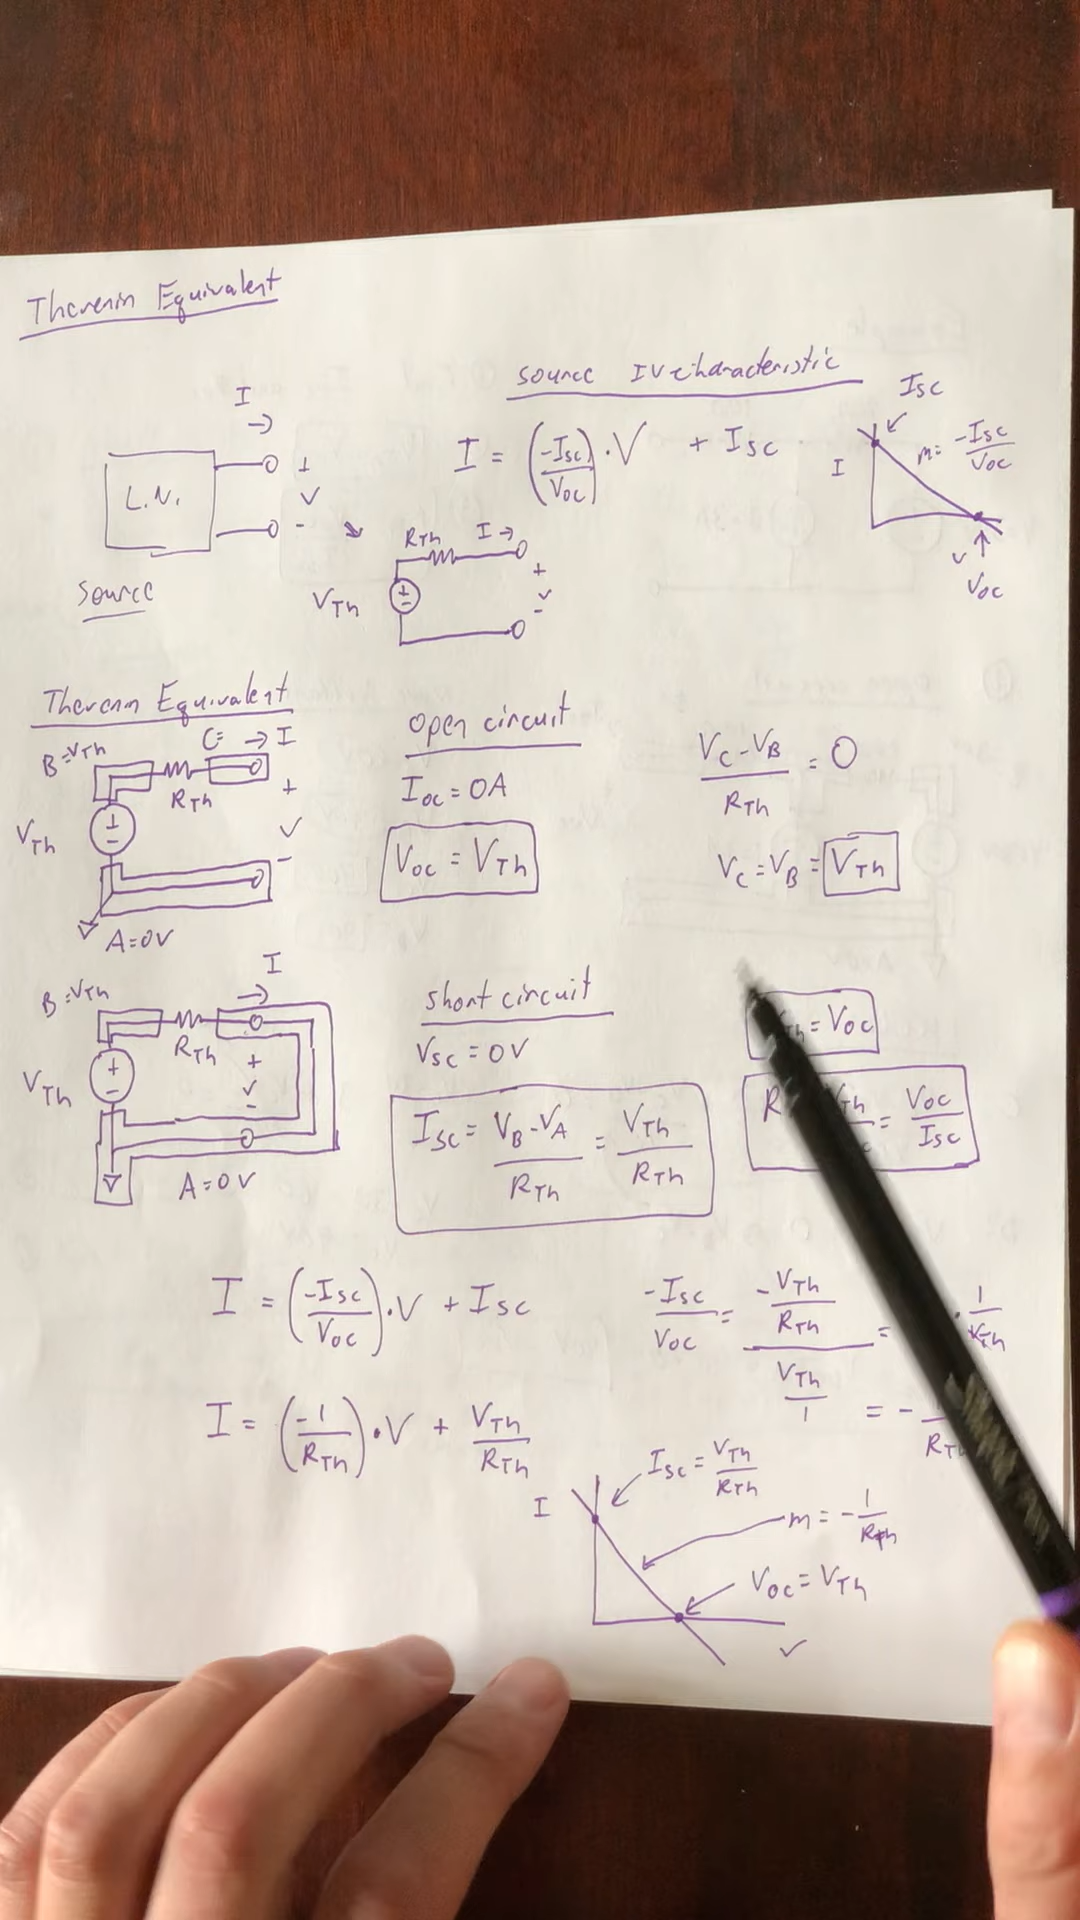 Thevenin Equivalent
source IV characteristic
I = (-Isc/Voc) · V + Isc
Isc
I
m = -Isc/Voc
V
Voc
I
→
L.N.
+
V
-
Source
RTh
I →
VTh
+
V
-
Thevenin Equivalent
B=VTh
C=
→ I
RTh
+
VTh
V
-
A=0V
open circuit
Ioc = 0A
Voc = VTh
(VC - VB)/RTh = 0
VC = VB = VTh
B=VTh
I
→
RTh
+
VTh
V
-
A=0V
short circuit
Vsc = 0V
Isc = (VB - VA)/RTh = VTh/RTh
= Voc
R = Voc/Isc
I = (-Isc/Voc) · V + Isc
-Isc/Voc = (-VTh/RTh)/(VTh/1) = · 1/VTh
= - RTh
I = (-1/RTh) · V + VTh/RTh
Isc = VTh/RTh
I
m = -1/RTh
Voc = VTh
V